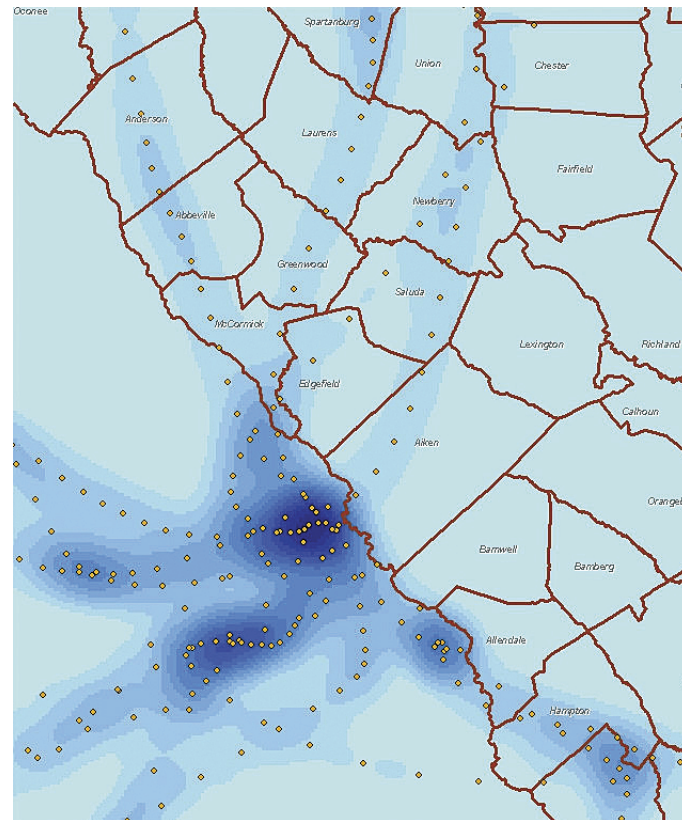 Oconee
Spartanburg
Union
Chester
Anderson
Laurens
Fairfield
Abbeville
Newberry
Greenwood
Saluda
McCormick
Lexington
Richland
Edgefield
Calhoun
Aiken
Orangeb
Barnwell
Bamberg
Allendale
Hampton